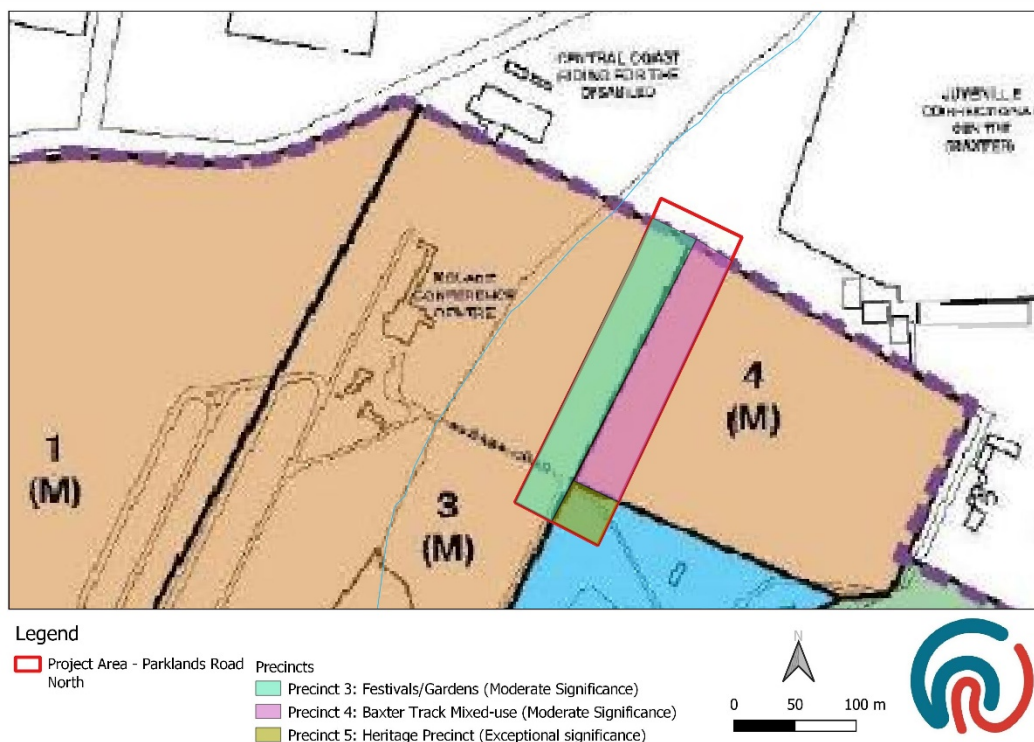 CENTRAL COAST
RIDING FOR THE
DISABLED
JUVENILE
CORRECTIONAL
CENTRE
(BAXTER)
CONFERENCE
CENTRE
4
(M)
1
(M)
3
(M)
Legend
Project Area - Parklands Road
North
Precincts
Precinct 3: Festivals/Gardens (Moderate Significance)
Precinct 4: Baxter Track Mixed-use (Moderate Significance)
Precinct 5: Heritage Precinct (Exceptional significance)
N
0 50 100 m